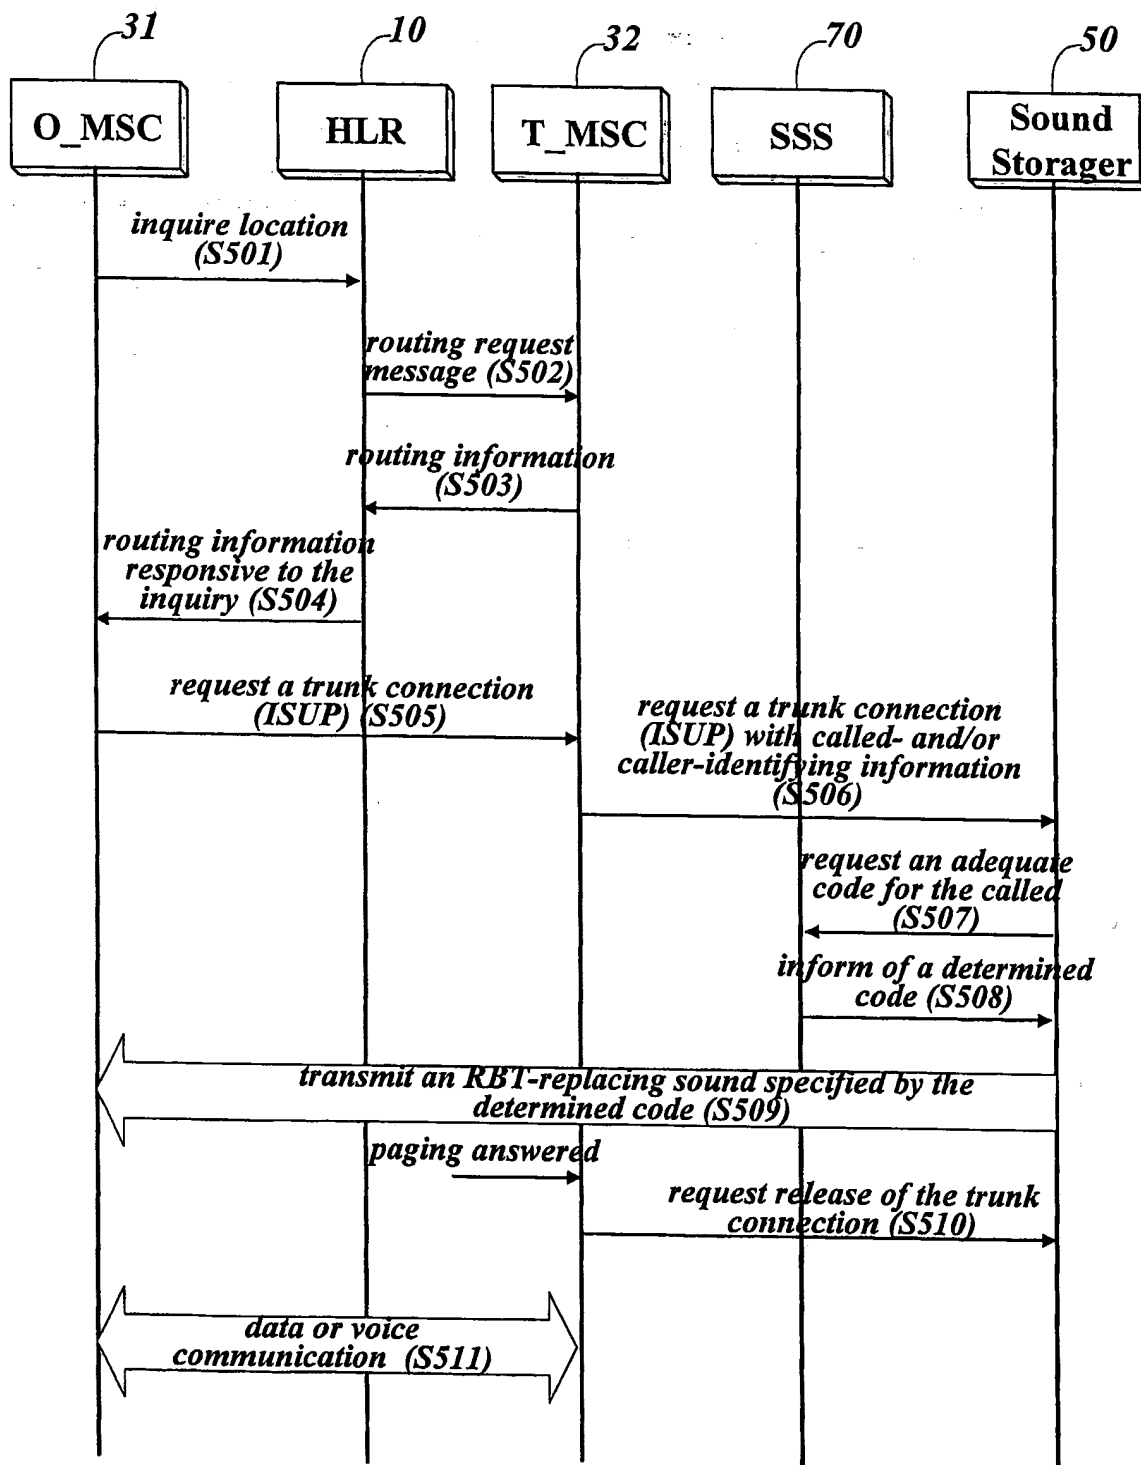 31
10
32
70
50
O_MSC
HLR
T_MSC
SSS
Sound
Storager
inquire location
(S501)
routing request
message (S502)
routing information
(S503)
routing information
responsive to the
inquiry (S504)
request a trunk connection
(ISUP) (S505)
request a trunk connection
(ISUP) with called- and/or
caller-identifying information
(S506)
request an adequate
code for the called
(S507)
inform of a determined
code (S508)
transmit an RBT-replacing sound specified by the
determined code (S509)
paging answered
request release of the trunk
connection (S510)
data or voice
communication (S511)